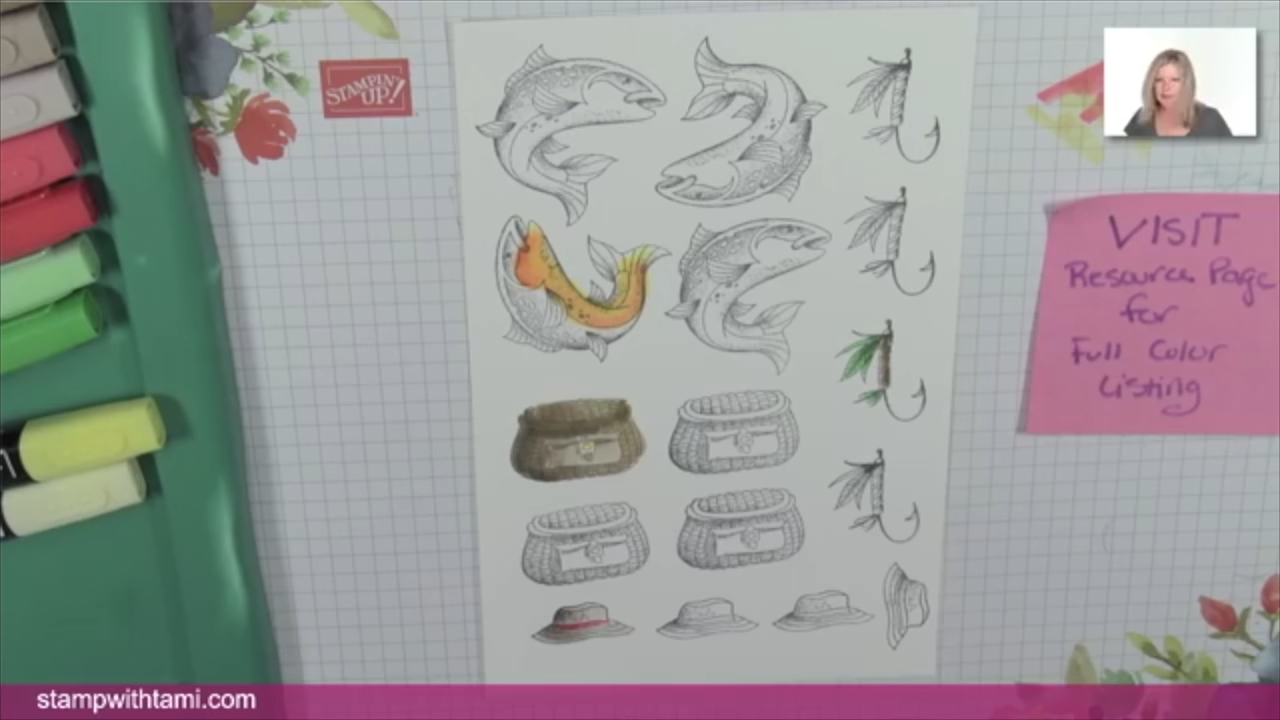 STAMPIN'
UP!
VISIT
Resource Page
for
Full Color
Listing
stampwithtami.com